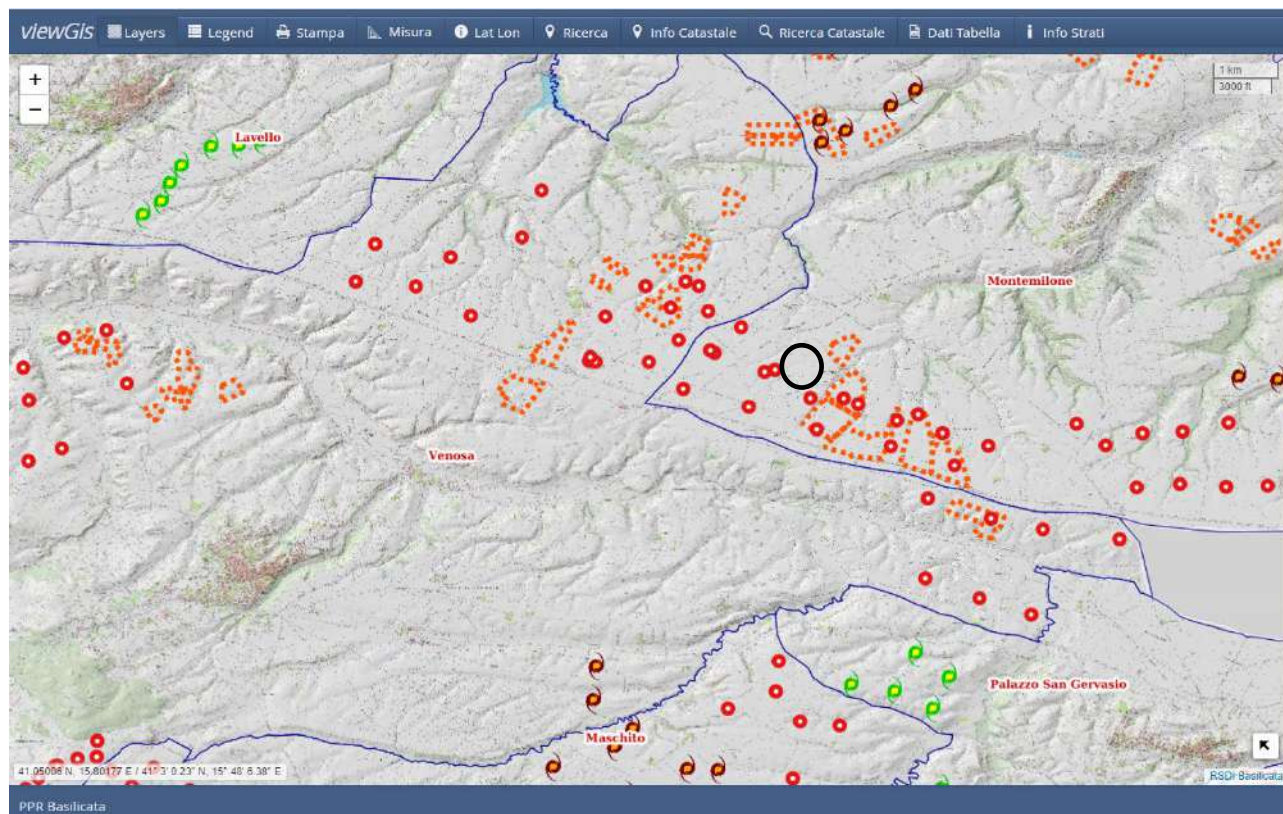 viewGis Layers Legend Stampa Misura Lat Lon Ricerca Info Catastale Ricerca Catastale Dati Tabella Info Strati
+
−
1 km
3000 ft
Lavello
Montemilone
Venosa
Palazzo San Gervasio
Maschito
41.05006 N, 15.80177 E / 41° 3' 0.23" N, 15° 48' 6.38" E
RSDI Basilicata
PPR Basilicata